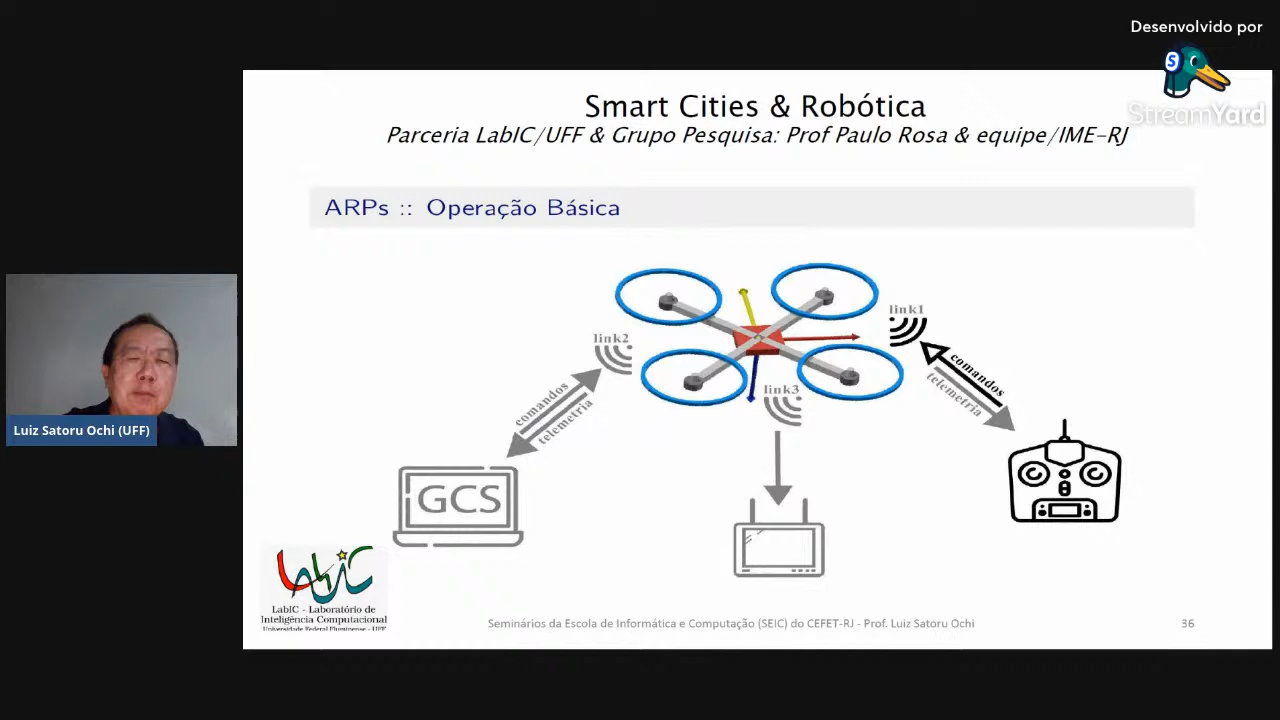 Desenvolvido por
S
StreamYard
Smart Cities & Robótica
Parceria LabIC/UFF & Grupo Pesquisa: Prof Paulo Rosa & equipe/IME-RJ
ARPs :: Operação Básica
link1
link2
link3
comandos
telemetria
comandos
telemetria
GCS
Luiz Satoru Ochi (UFF)
LabIC
LabIC - Laboratório de
Inteligência Computacional
Universidade Federal Fluminense - UFF
Seminários da Escola de Informática e Computação (SEIC) do CEFET-RJ - Prof. Luiz Satoru Ochi
36